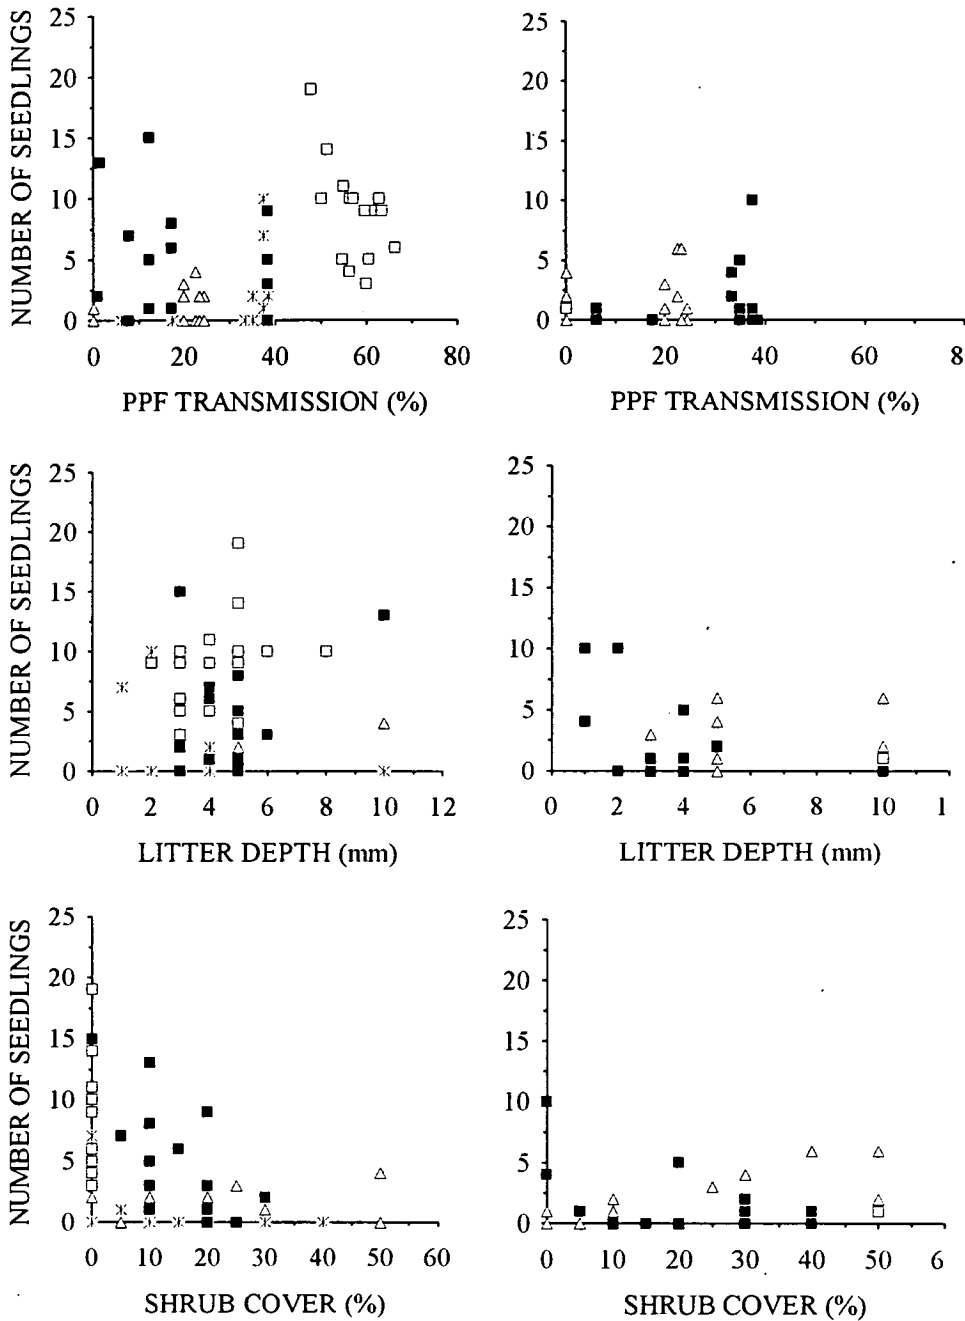 25
20
15
10
5
0
NUMBER OF SEEDLINGS
0 20 40 60 80
PPF TRANSMISSION (%)
25
20
15
10
5
0
0 20 40 60 8
PPF TRANSMISSION (%)
25
20
15
10
5
0
NUMBER OF SEEDLINGS
0 2 4 6 8 10 12
LITTER DEPTH (mm)
25
20
15
10
5
0
0 2 4 6 8 10 1
LITTER DEPTH (mm)
25
20
15
10
5
0
NUMBER OF SEEDLINGS
0 10 20 30 40 50 60
SHRUB COVER (%)
25
20
15
10
5
0
0 10 20 30 40 50 6
SHRUB COVER (%)